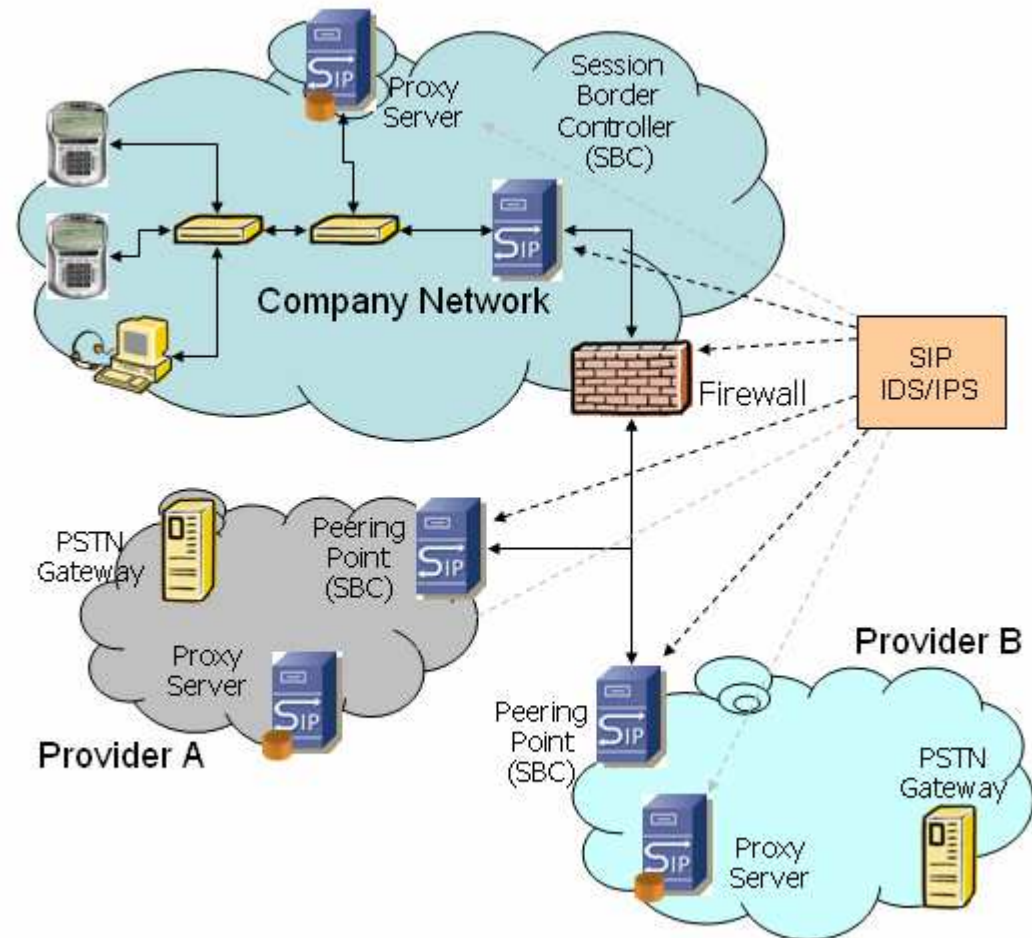 Proxy
Server
SIP
Session
Border
Controller
(SBC)
SIP
Company Network
Firewall
SIP
IDS/IPS
PSTN
Gateway
Peering
Point
(SBC)
SIP
Proxy
Server
SIP
Provider A
Provider B
Peering
Point
(SBC)
SIP
PSTN
Gateway
SIP
Proxy
Server